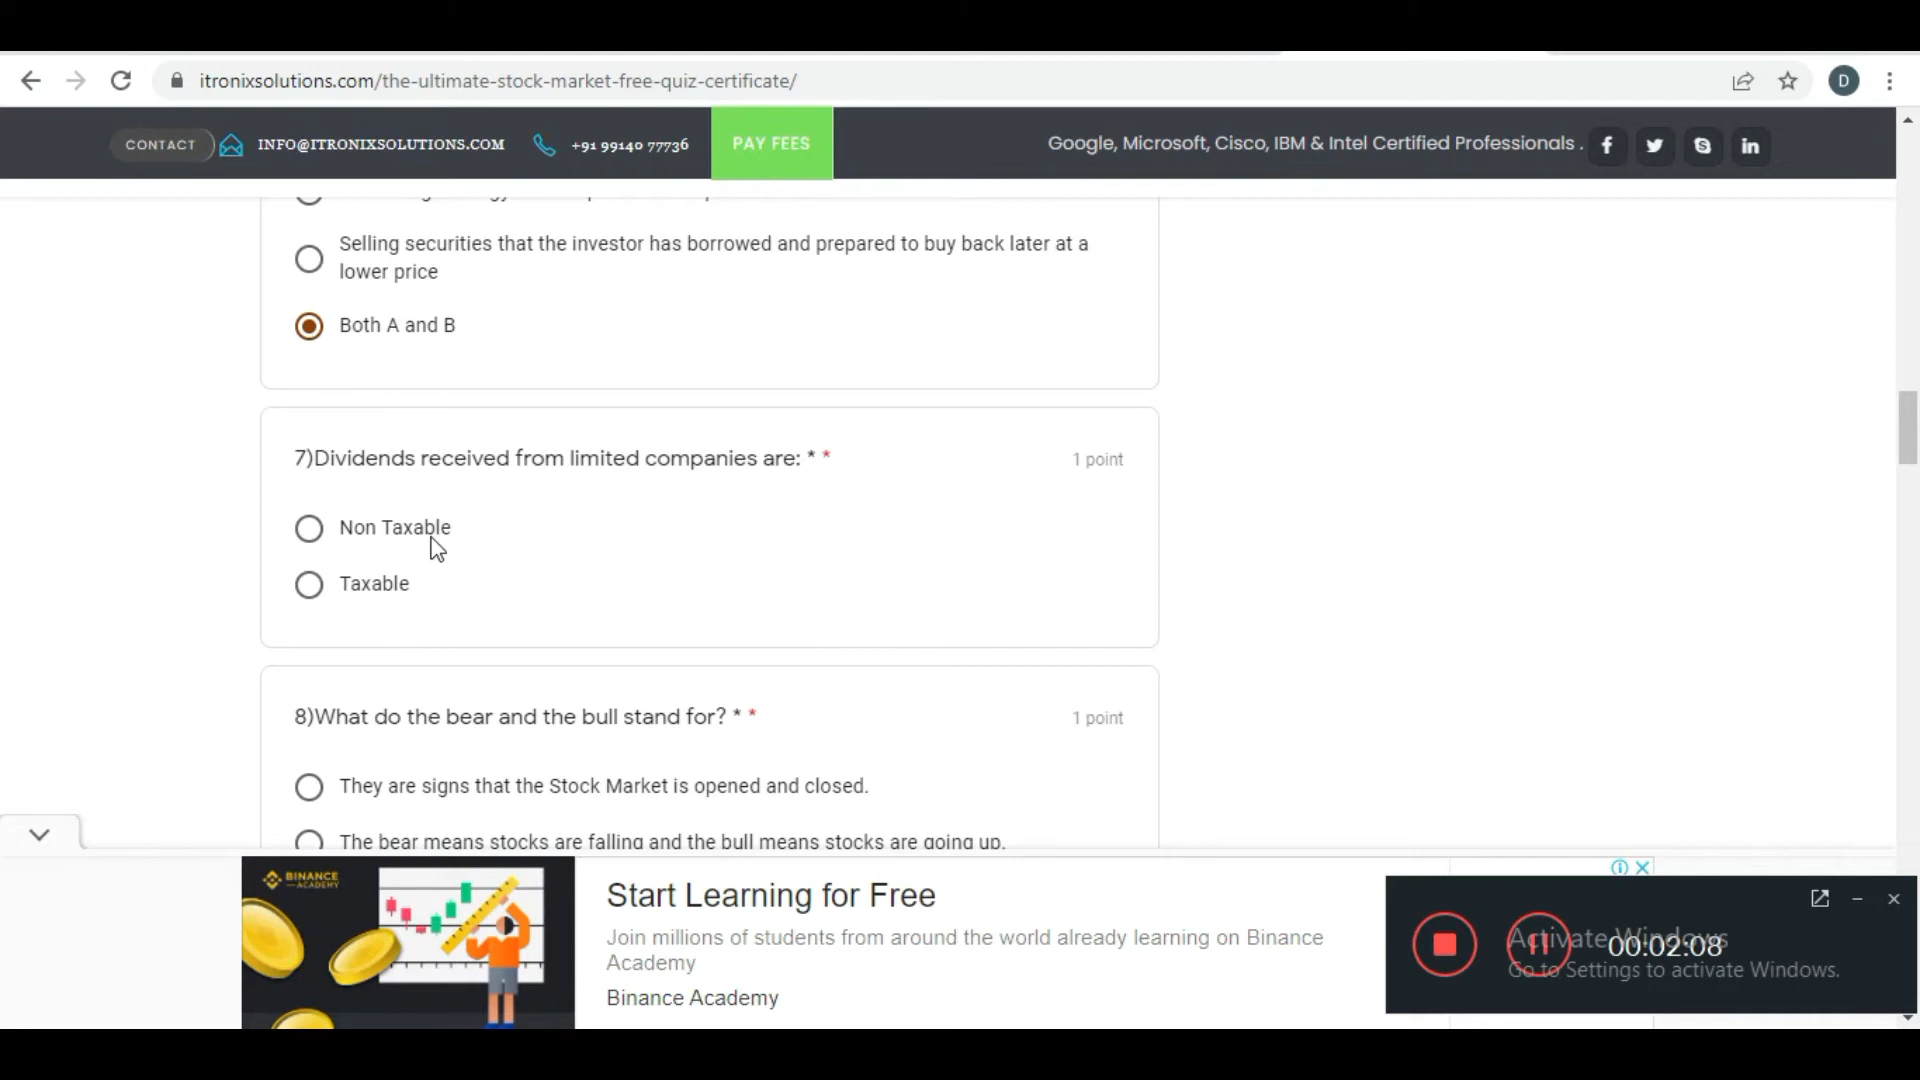 itronixsolutions.com/the-ultimate-stock-market-free-quiz-certificate/
D
CONTACT
INFO@ITRONIXSOLUTIONS.COM
+91 99140 77736
PAY FEES
Google, Microsoft, Cisco, IBM & Intel Certified Professionals .
Selling securities that the investor has borrowed and prepared to buy back later at a
lower price
Both A and B
7)Dividends received from limited companies are: * *
1 point
Non Taxable
Taxable
8)What do the bear and the bull stand for? * *
1 point
They are signs that the Stock Market is opened and closed.
The bear means stocks are falling and the bull means stocks are going up.
BINANCE
ACADEMY
Start Learning for Free
Join millions of students from around the world already learning on Binance
Academy
Binance Academy
Activate Windows
00:02:08
Go to Settings to activate Windows.